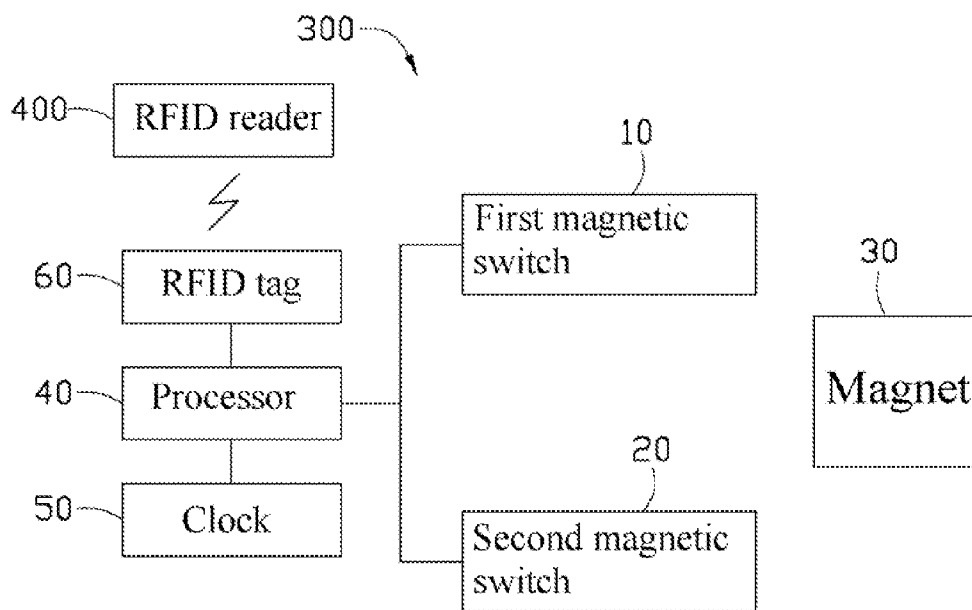 300
400
RFID reader
10
First magnetic
switch
60
RFID tag
30
Magnet
40
Processor
20
50
Clock
Second magnetic
switch